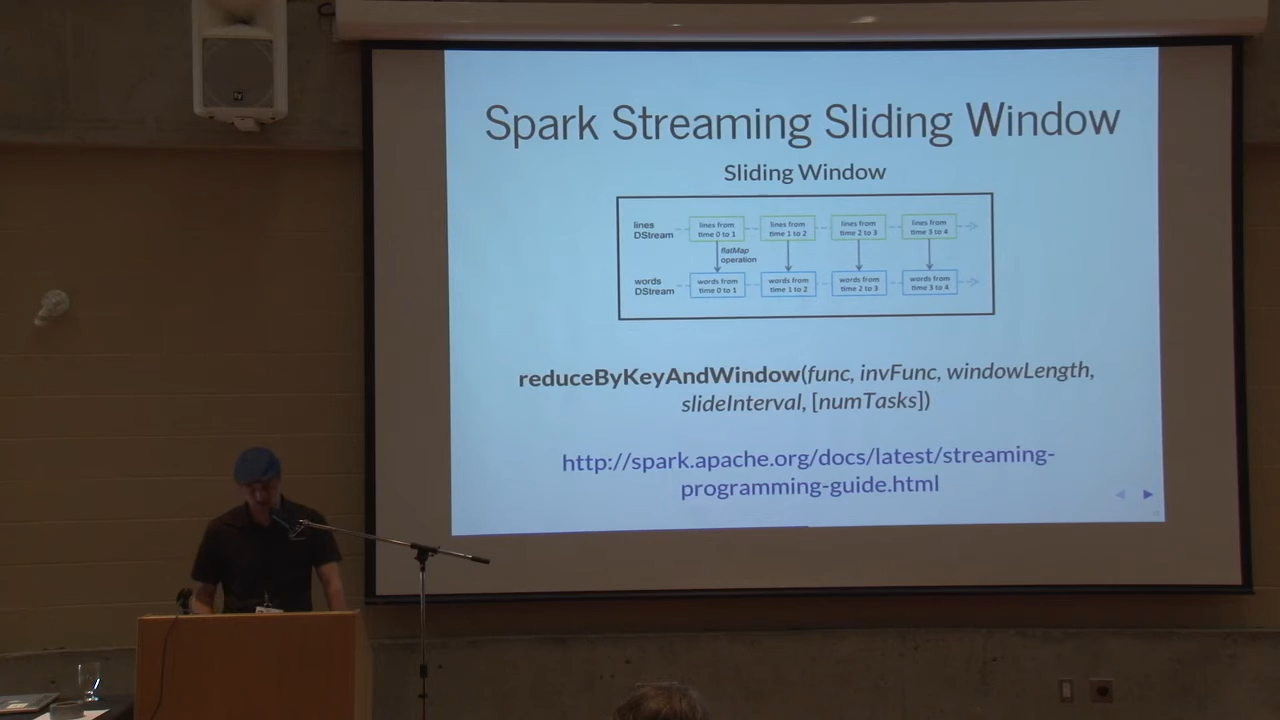 Spark Streaming Sliding Window
Sliding Window
lines DStream
lines from time 0 to 1
lines from time 1 to 2
lines from time 2 to 3
lines from time 3 to 4
flatMap operation
words DStream
words from time 0 to 1
words from time 1 to 2
words from time 2 to 3
words from time 3 to 4
reduceByKeyAndWindow(func, invFunc, windowLength,
slideInterval, [numTasks])
http://spark.apache.org/docs/latest/streaming-
programming-guide.html